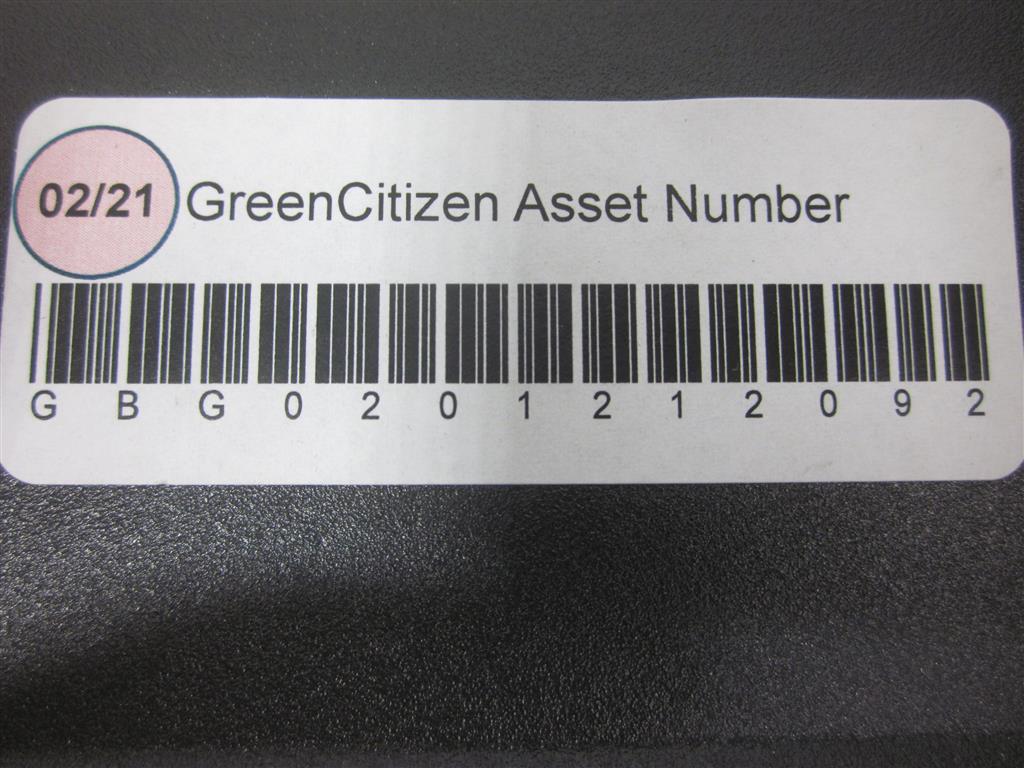 02/21 GreenCitizen Asset Number
G B G 0 2 0 1 2 1 2 0 9 2